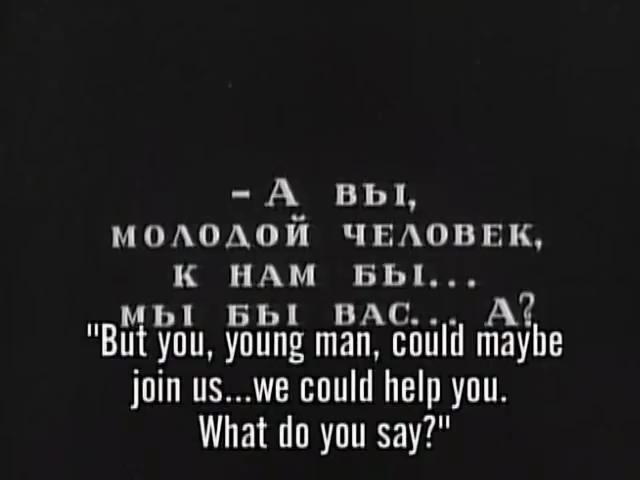 – А ВЫ,
МОЛОДОЙ ЧЕЛОВЕК,
К НАМ БЫ...
МЫ БЫ ВАС... А?
"But you, young man, could maybe
join us...we could help you.
What do you say?"